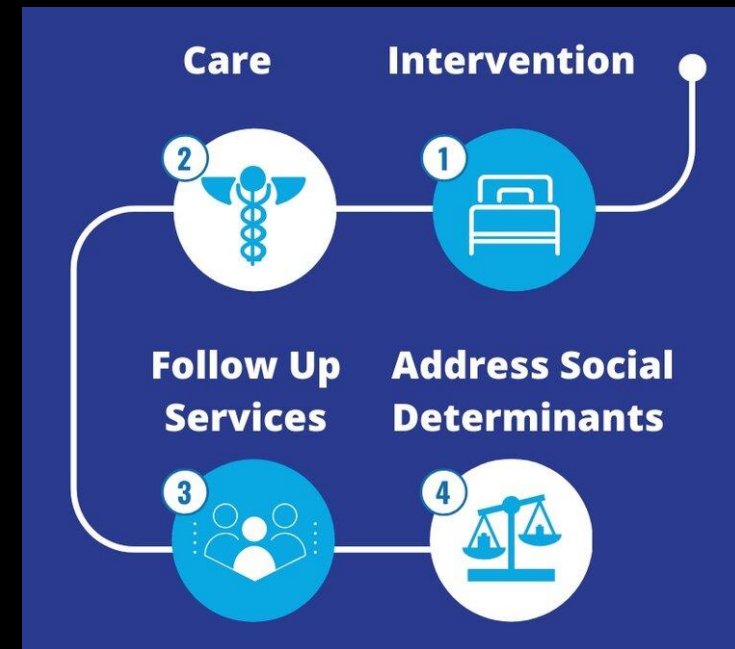 Care
Intervention
2
1
Follow Up
Services
Address Social
Determinants
3
4